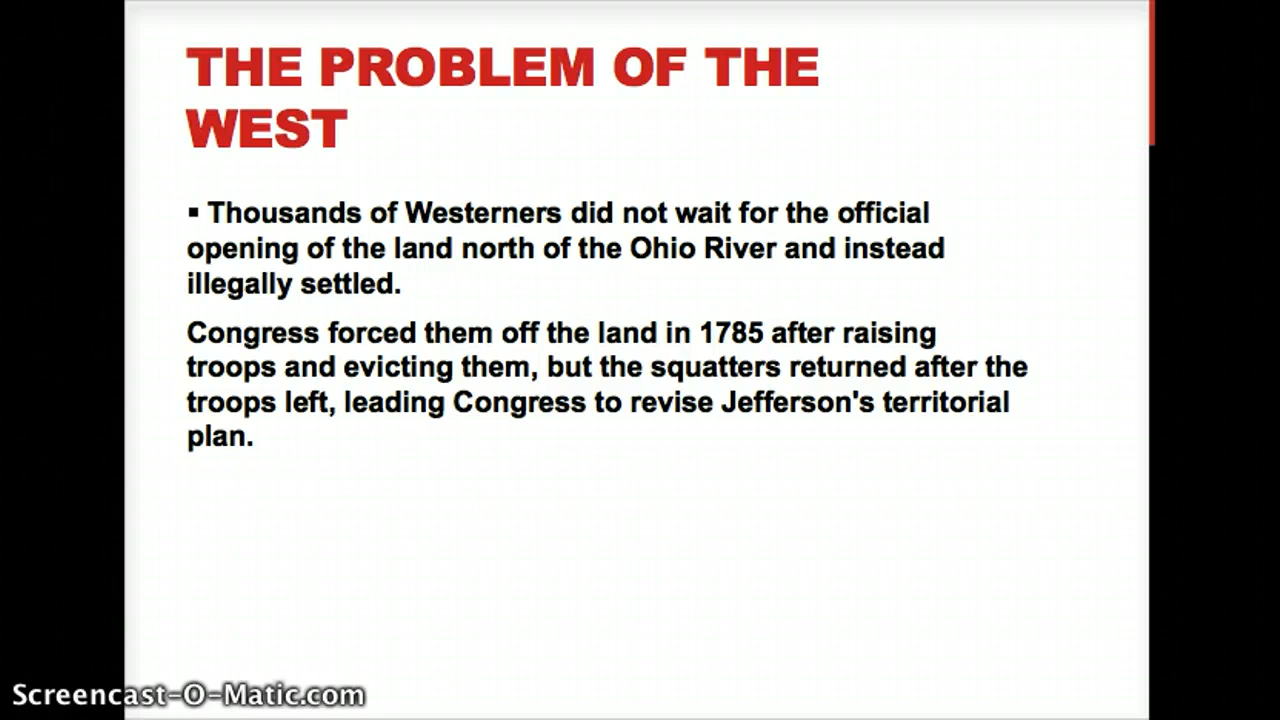 THE PROBLEM OF THE
WEST
▪ Thousands of Westerners did not wait for the official
opening of the land north of the Ohio River and instead
illegally settled.
Congress forced them off the land in 1785 after raising
troops and evicting them, but the squatters returned after the
troops left, leading Congress to revise Jefferson's territorial
plan.
Screencast-O-Matic.com